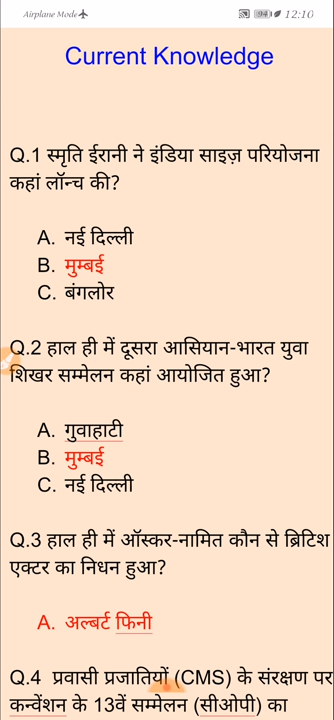 Airplane Mode 94 12:10
Current Knowledge
Q.1 स्मृति ईरानी ने इंडिया साइज़ परियोजना
कहां लॉन्च की?
A. नई दिल्ली
B. मुम्बई
C. बंगलोर
Q.2 हाल ही में दूसरा आसियान-भारत युवा
शिखर सम्मेलन कहां आयोजित हुआ?
A. गुवाहाटी
B. मुम्बई
C. नई दिल्ली
Q.3 हाल ही में ऑस्कर-नामित कौन से ब्रिटिश
एक्टर का निधन हुआ?
A. अल्बर्ट फिनी
Q.4 प्रवासी प्रजातियों (CMS) के संरक्षण पर
कन्वेंशन के 13वें सम्मेलन (सीओपी) का